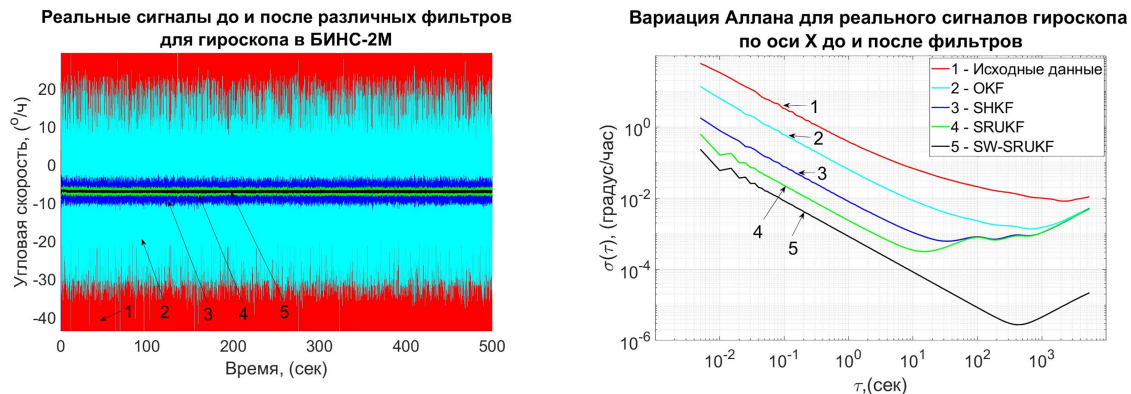 Реальные сигналы до и после различных фильтров
для гироскопа в БИНС-2М
Угловая скорость, (⁰/ч)
20
10
0
-10
-20
-30
-40
1
2
3
4
5
0
100
200
300
400
500
Время, (сек)
Вариация Аллана для реального сигналов гироскопа
по оси X до и после фильтров
σ(τ), (градус/час)
10⁰
10⁻²
10⁻⁴
10⁻⁶
1
2
3
4
5
1 - Исходные данные
2 - OKF
3 - SHKF
4 - SRUKF
5 - SW-SRUKF
10⁻²
10⁻¹
10⁰
10¹
10²
10³
τ,(сек)